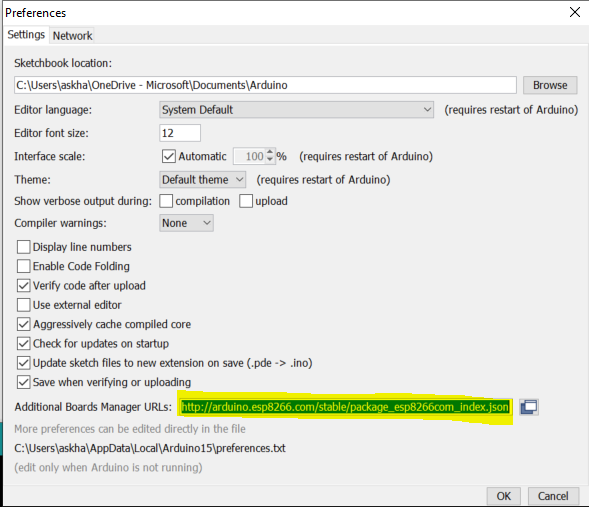 Preferences
Settings Network
Sketchbook location:
C:\Users\askha\OneDrive - Microsoft\Documents\Arduino Browse
Editor language: System Default (requires restart of Arduino)
Editor font size: 12
Interface scale: Automatic 100 % (requires restart of Arduino)
Theme: Default theme (requires restart of Arduino)
Show verbose output during: compilation upload
Compiler warnings: None
Display line numbers
Enable Code Folding
Verify code after upload
Use external editor
Aggressively cache compiled core
Check for updates on startup
Update sketch files to new extension on save (.pde -> .ino)
Save when verifying or uploading
Additional Boards Manager URLs: http://arduino.esp8266.com/stable/package_esp8266com_index.json
More preferences can be edited directly in the file
C:\Users\askha\AppData\Local\Arduino15\preferences.txt
(edit only when Arduino is not running)
OK Cancel